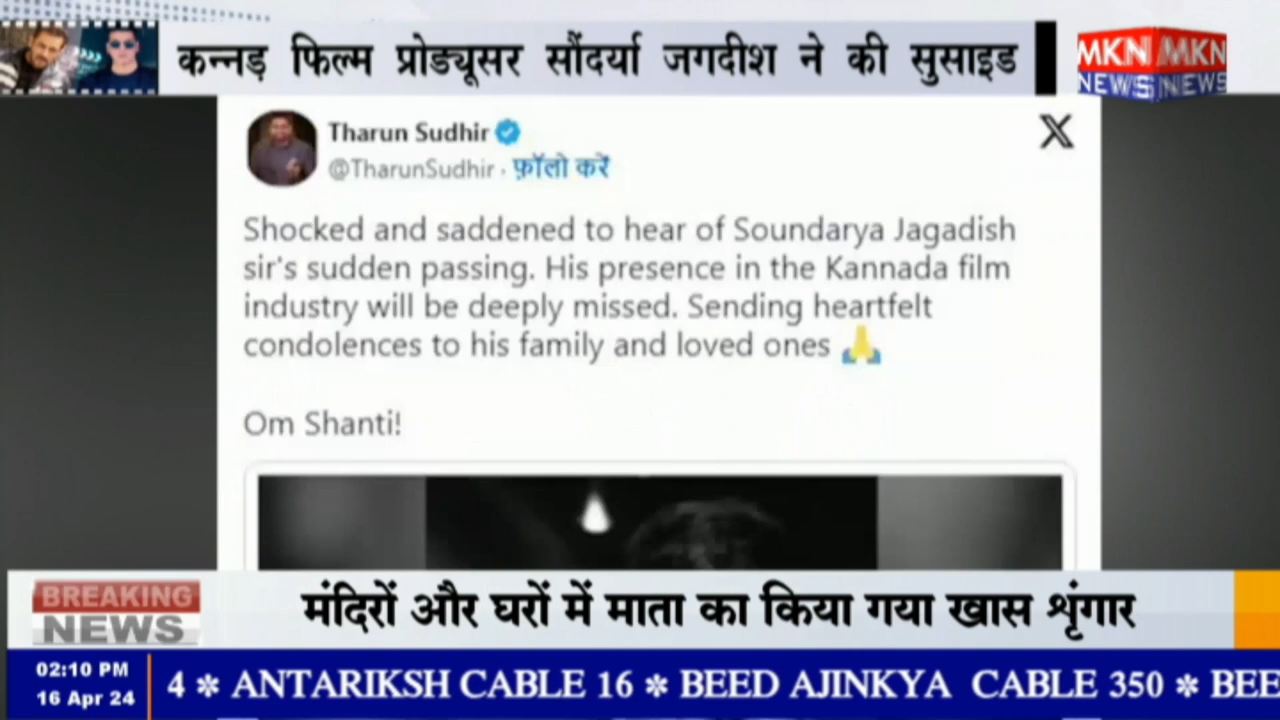 कन्नड़ फिल्म प्रोड्यूसर सौंदर्या जगदीश ने की सुसाइड
MKN MKN
NEWS NEWS
Tharun Sudhir
@TharunSudhir · फ़ॉलो करें
Shocked and saddened to hear of Soundarya Jagadish
sir's sudden passing. His presence in the Kannada film
industry will be deeply missed. Sending heartfelt
condolences to his family and loved ones 🙏
Om Shanti!
BREAKING
NEWS
मंदिरों और घरों में माता का किया गया खास शृंगार
02:10 PM
16 Apr 24
4 * ANTARIKSH CABLE 16 * BEED AJINKYA CABLE 350 * BEE